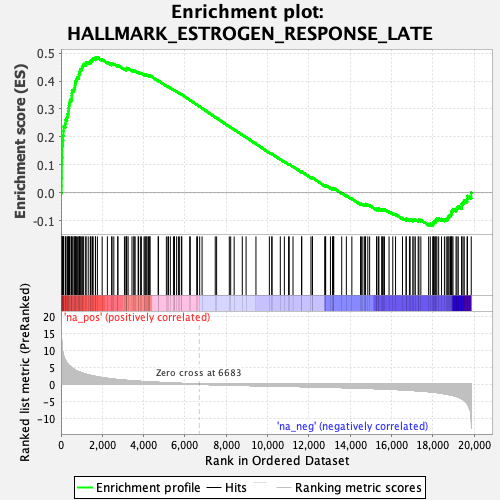 Enrichment plot:
HALLMARK_ESTROGEN_RESPONSE_LATE
Enrichment score (ES)
0.5
0.4
0.3
0.2
0.1
0.0
-0.1
'na_pos' (positively correlated)
Ranked list metric (PreRanked)
20
15
10
5
0
-5
-10
Zero cross at 6683
'na_neg' (negatively correlated)
0
2,000
4,000
6,000
8,000
10,000
12,000
14,000
16,000
18,000
20,000
Rank in Ordered Dataset
Enrichment profile
Hits
Ranking metric scores